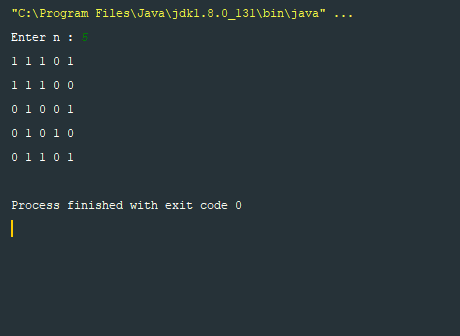 "C:\Program Files\Java\jdk1.8.0_131\bin\java" ...
Enter n : 5
1 1 1 0 1
1 1 1 0 0
0 1 0 0 1
0 1 0 1 0
0 1 1 0 1
Process finished with exit code 0